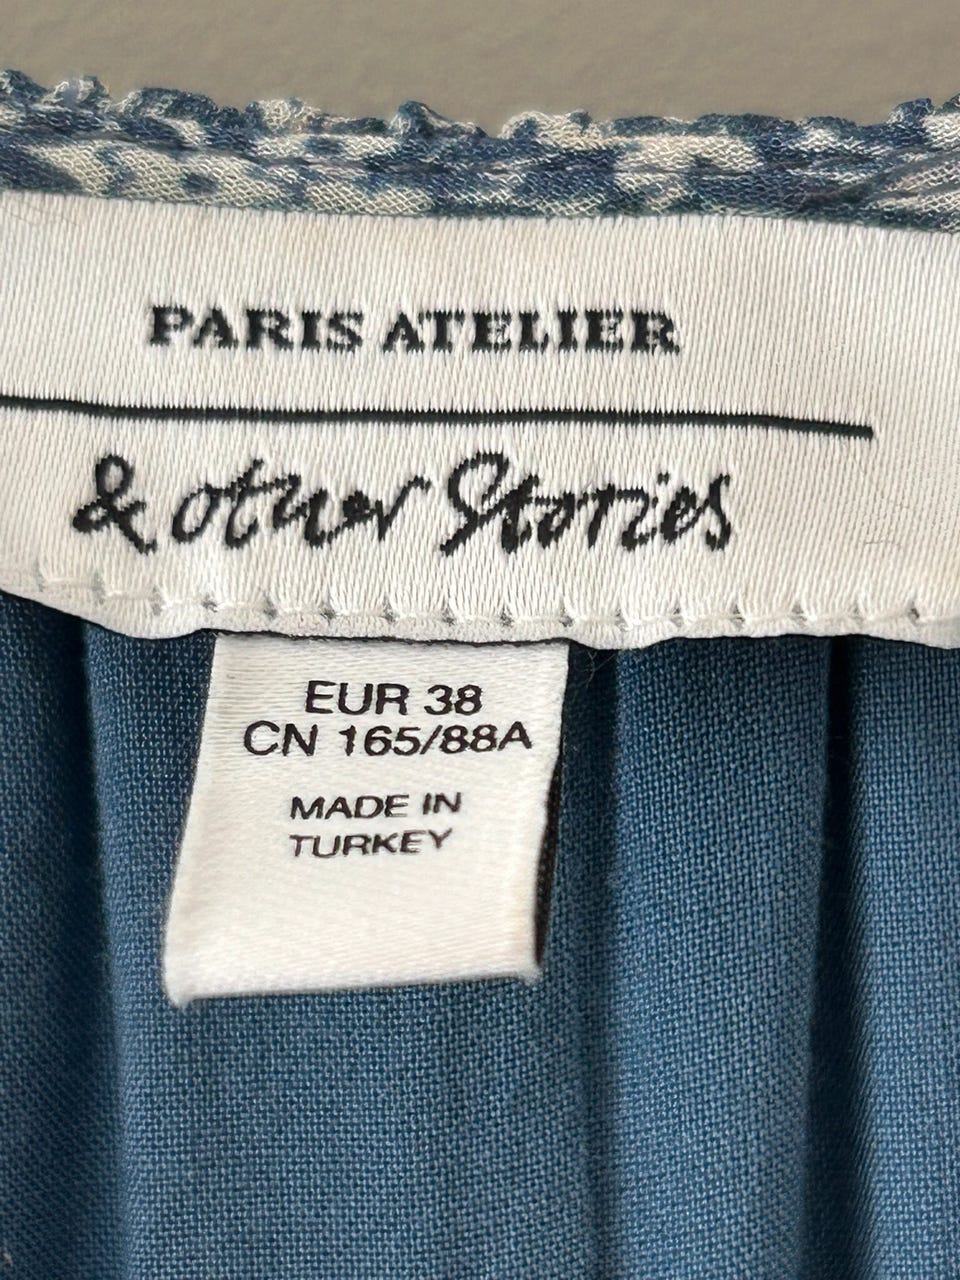 PARIS ATELIER
& other Stories
EUR 38
CN 165/88A
MADE IN
TURKEY